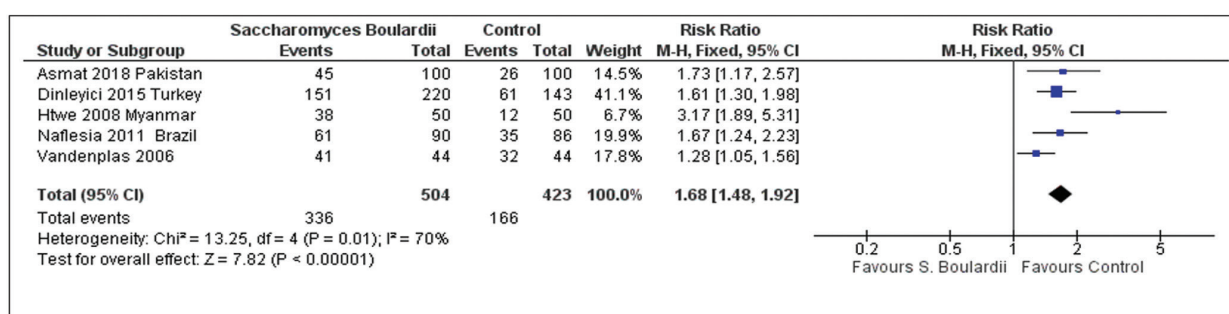 Saccharomyces Boulardii Control Risk Ratio Risk Ratio
Study or Subgroup Events Total Events Total Weight M-H, Fixed, 95% CI M-H, Fixed, 95% CI
Asmat 2018 Pakistan 45 100 26 100 14.5% 1.73 [1.17, 2.57]
Dinleyici 2015 Turkey 151 220 61 143 41.1% 1.61 [1.30, 1.98]
Htwe 2008 Myanmar 38 50 12 50 6.7% 3.17 [1.89, 5.31]
Naflesia 2011 Brazil 61 90 35 86 19.9% 1.67 [1.24, 2.23]
Vandenplas 2006 41 44 32 44 17.8% 1.28 [1.05, 1.56]
Total (95% CI) 504 423 100.0% 1.68 [1.48, 1.92]
Total events 336 166
Heterogeneity: Chi² = 13.25, df = 4 (P = 0.01); I² = 70%
Test for overall effect: Z = 7.82 (P < 0.00001)
0.2 0.5 1 2 5
Favours S. Boulardii Favours Control